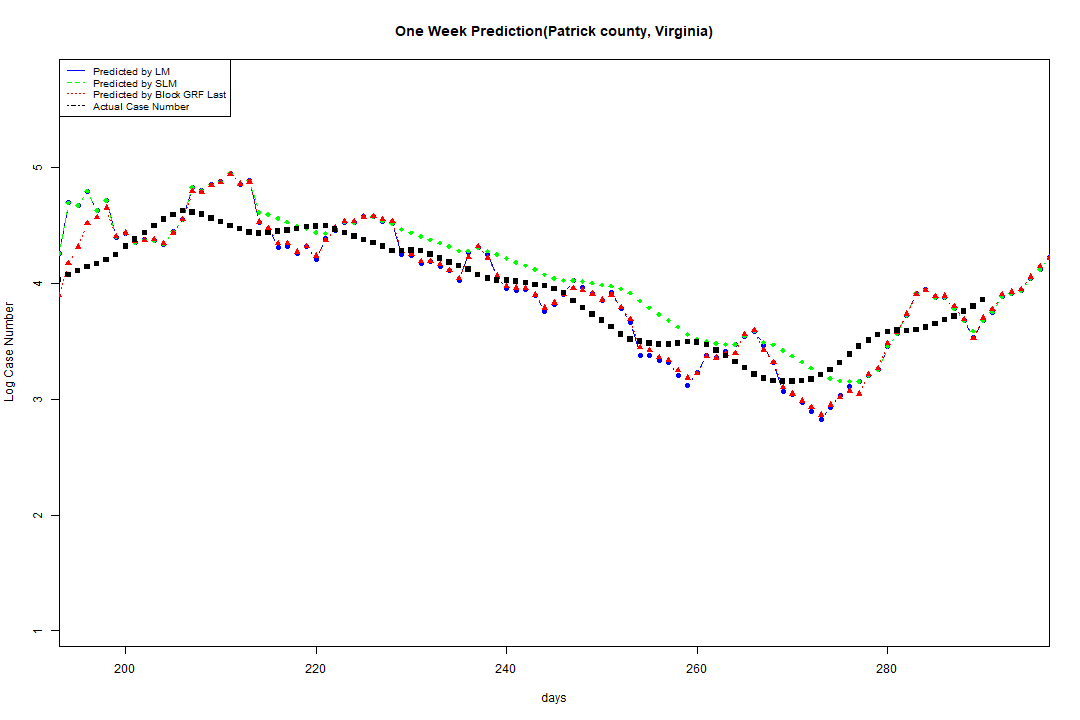 One Week Prediction(Patrick county, Virginia)
Predicted by LM
Predicted by SLM
Predicted by Block GRF Last
Actual Case Number
5
4
3
2
1
Log Case Number
200 220 240 260 280
days